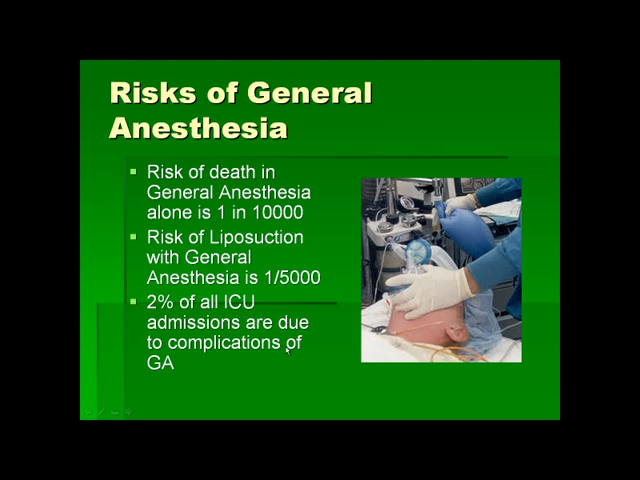 Risks of General
Anesthesia
Risk of death in
General Anesthesia
alone is 1 in 10000
Risk of Liposuction
with General
Anesthesia is 1/5000
2% of all ICU
admissions are due
to complications of
GA